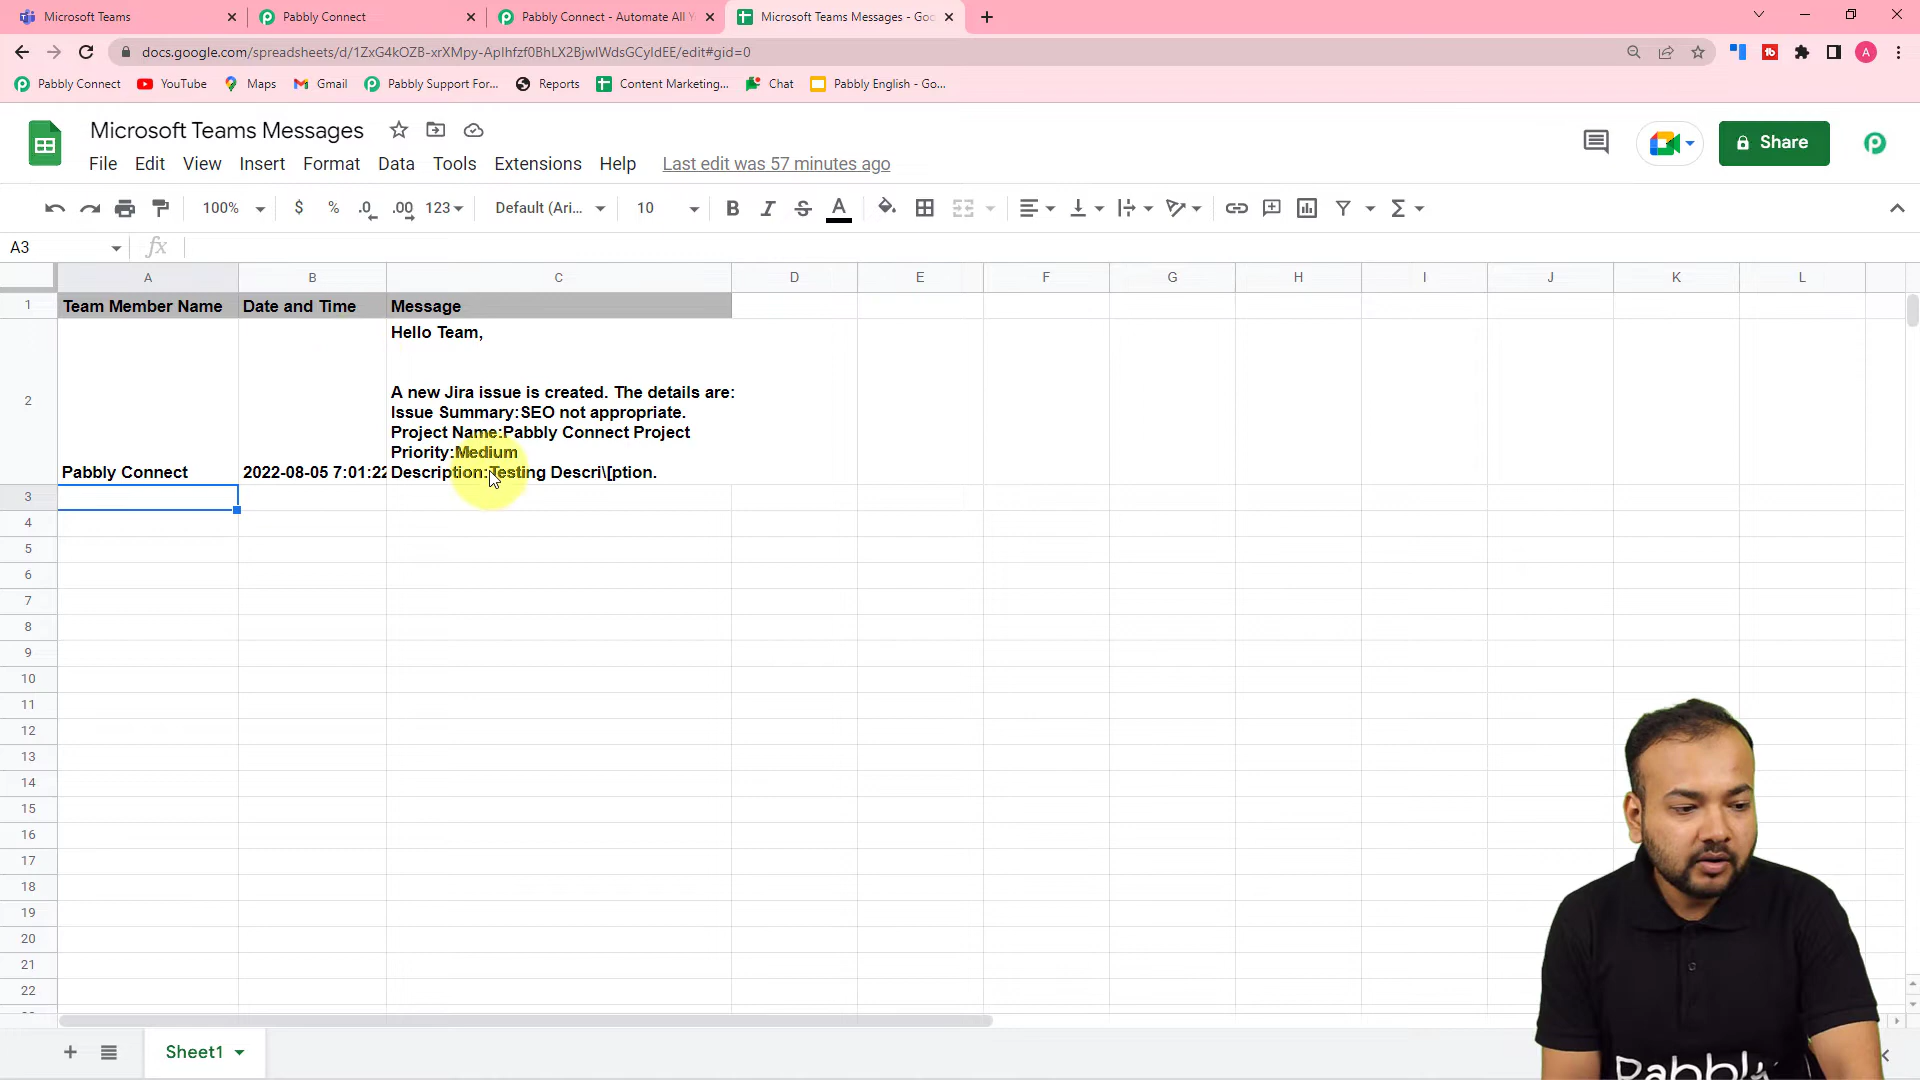 Microsoft Teams
Pabbly Connect
Pabbly Connect - Automate All Y
Microsoft Teams Messages - Goo
docs.google.com/spreadsheets/d/1ZxG4kOZB-xrXMpy-ApIhfzf0BhLX2BjwlWdsGCyldEE/edit#gid=0
A
Pabbly Connect
YouTube
Maps
Gmail
Pabbly Support For...
Reports
Content Marketing...
Chat
Pabbly English - Go...
Microsoft Teams Messages
Share
File Edit View Insert Format Data Tools Extensions Help Last edit was 57 minutes ago
100% $ % .0 .00 123 Default (Ari... 10 B I S A Σ
A3 fx
A B C D E F G H I J K L
1 Team Member Name Date and Time Message
Hello Team,
A new Jira issue is created. The details are:
2 Issue Summary:SEO not appropriate.
Project Name:Pabbly Connect Project
Priority:Medium
Pabbly Connect 2022-08-05 7:01:22 Description:Testing Descri\[ption.
3
4
5
6
7
8
9
10
11
12
13
14
15
16
17
18
19
20
21
22
Sheet1
Pabbly